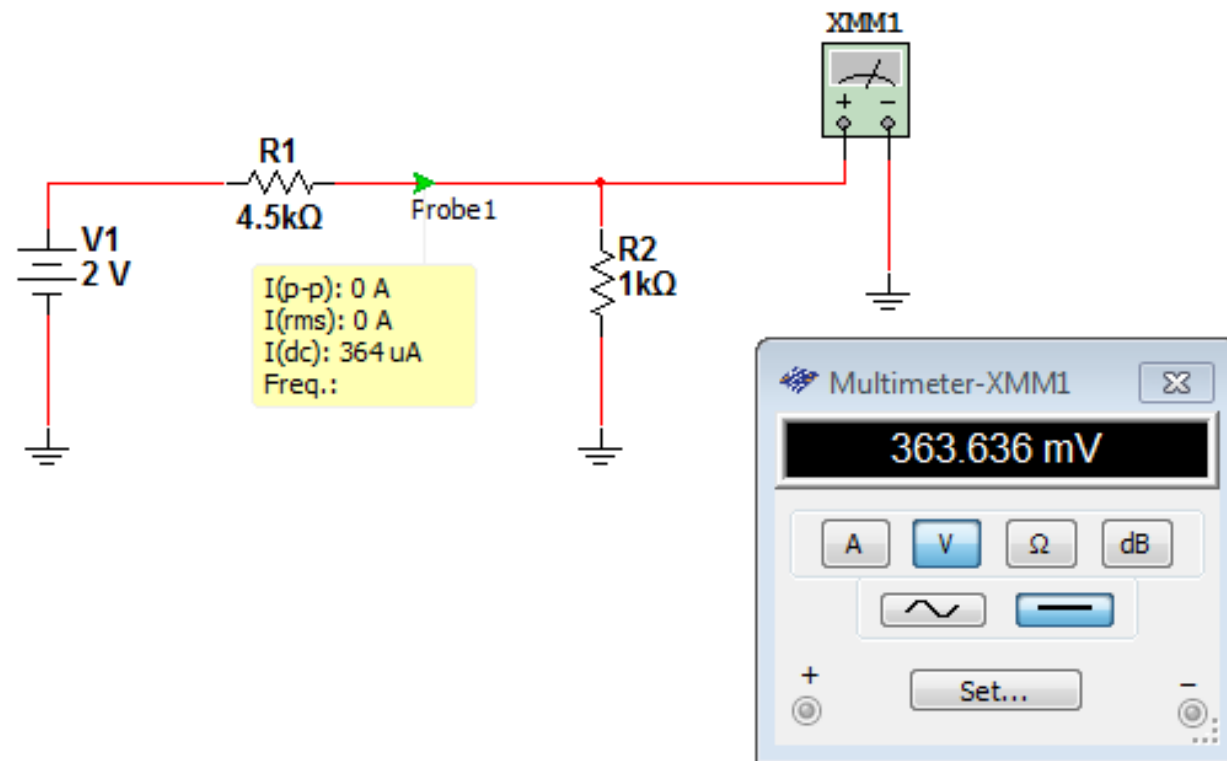 XMM1
+ −
R1
4.5kΩ
Probe1
V1
2 V
R2
1kΩ
I(p-p): 0 A
I(rms): 0 A
I(dc): 364 uA
Freq.:
Multimeter-XMM1
363.636 mV
A V Ω dB
+ −
Set...